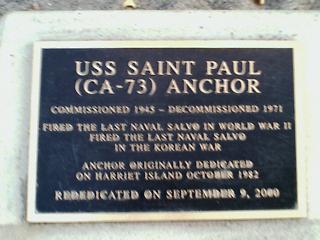 USS SAINT PAUL
(CA-73) ANCHOR
COMMISSIONED 1945 – DECOMMISSIONED 1971
FIRED THE LAST NAVAL SALVO IN WORLD WAR II
FIRED THE LAST NAVAL SALVO
IN THE KOREAN WAR
ANCHOR ORIGINALLY DEDICATED
ON HARRIET ISLAND OCTOBER 1982
REDEDICATED ON SEPTEMBER 9, 2000